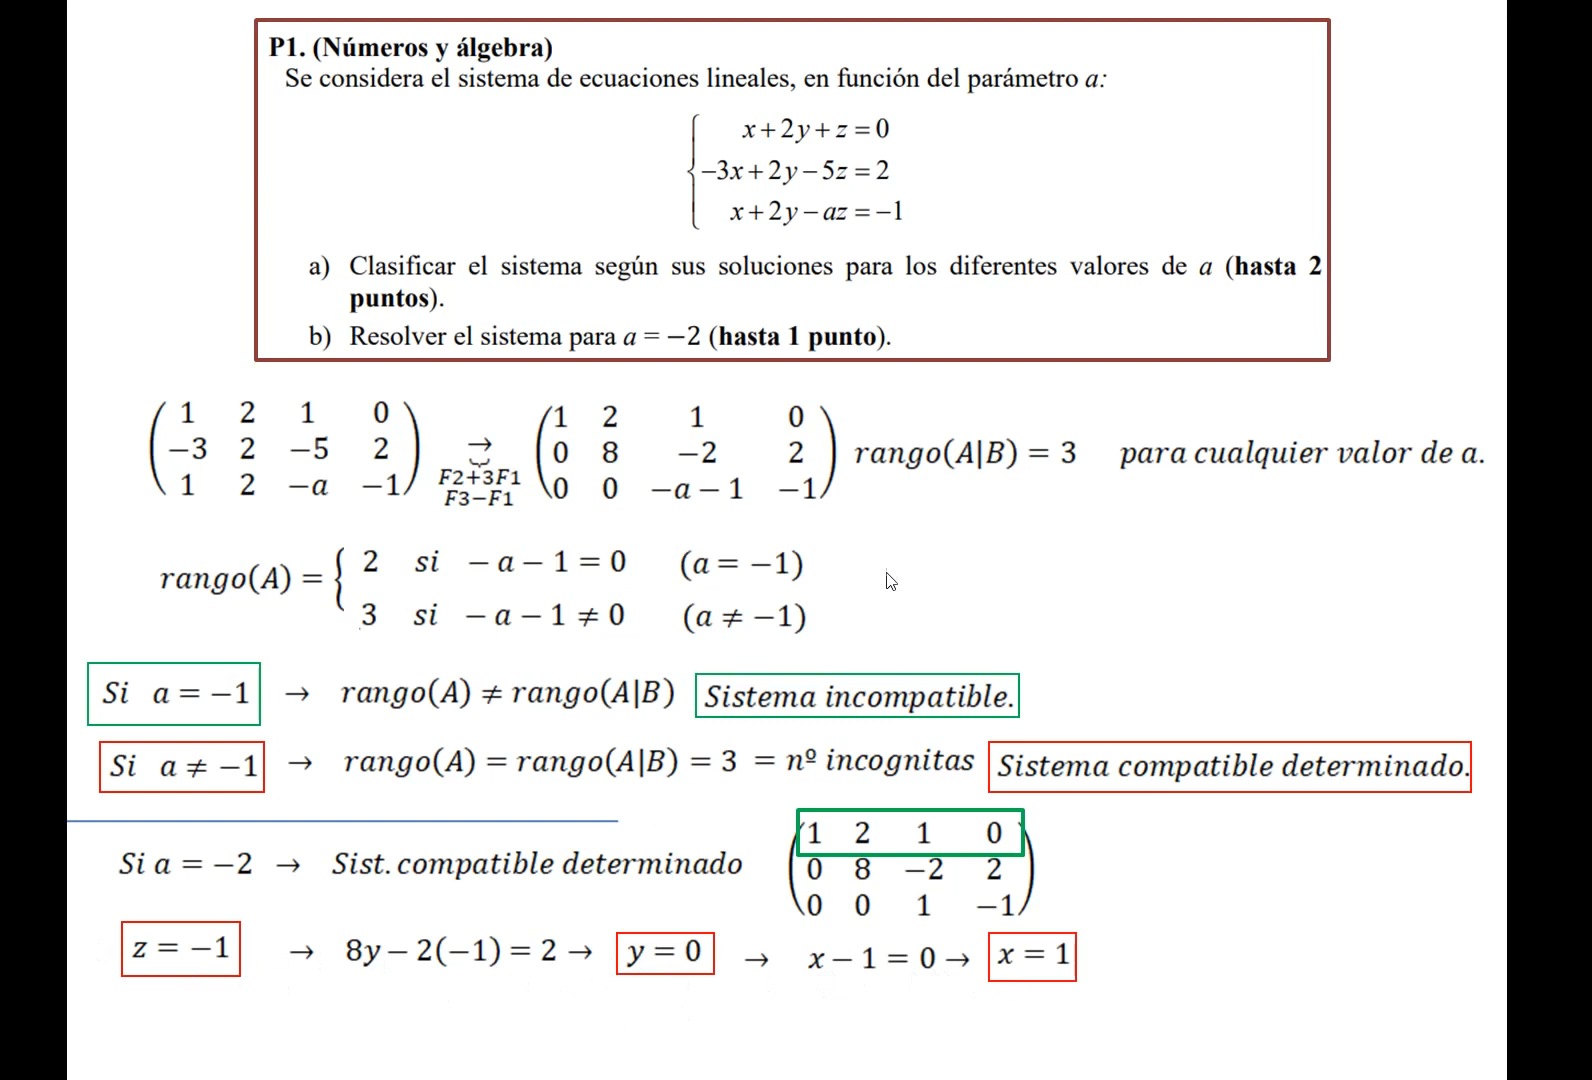 P1. (Números y álgebra)
Se considera el sistema de ecuaciones lineales, en función del parámetro a:
x+2y+z=0
−3x+2y−5z=2
x+2y−az=−1
a) Clasificar el sistema según sus soluciones para los diferentes valores de a (hasta 2
puntos).
b) Resolver el sistema para a = −2 (hasta 1 punto).
1 2 1 0
−3 2 −5 2
1 2 −a −1
→
F2+3F1
F3−F1
1 2 1 0
0 8 −2 2
0 0 −a − 1 −1
rango(A|B) = 3 para cualquier valor de a.
rango(A) = { 2 si − a − 1 = 0 (a = −1)
3 si − a − 1 ≠ 0 (a ≠ −1)
Si a = −1 → rango(A) ≠ rango(A|B) Sistema incompatible.
Si a ≠ −1 → rango(A) = rango(A|B) = 3 = nº incognitas Sistema compatible determinado.
Si a = −2 → Sist. compatible determinado
1 2 1 0
0 8 −2 2
0 0 1 −1
z = −1 → 8y − 2(−1) = 2 → y = 0 → x − 1 = 0 → x = 1